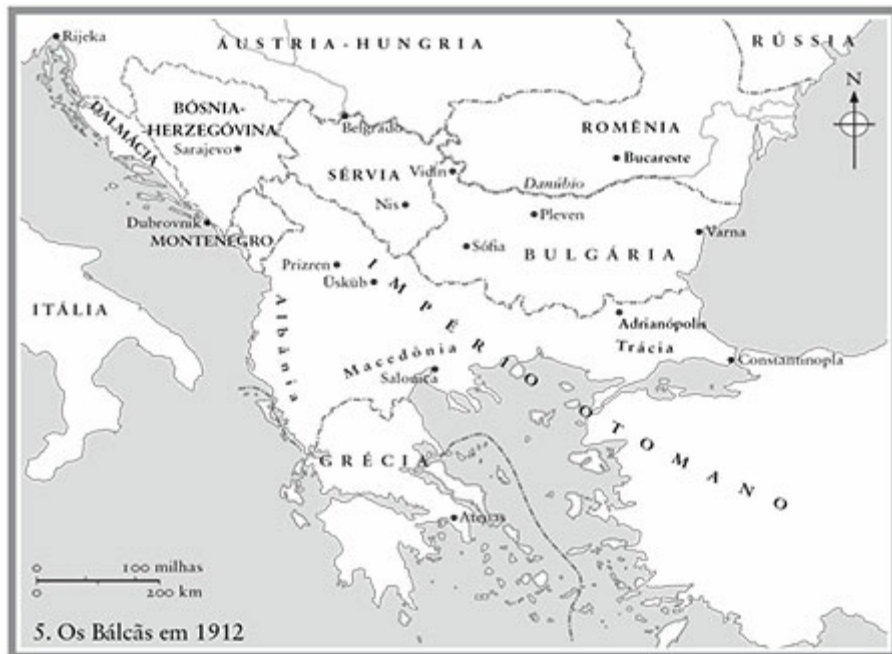 Rijeka
ÁUSTRIA-HUNGRIA
RÚSSIA
N
BÓSNIA-
HERZEGÓVINA
DALMÁCIA
Sarajevo
Belgrado
ROMÊNIA
Bucareste
SÉRVIA
Vidin
Danúbio
Nis
Pleven
Dubrovnik
MONTENEGRO
Sófia
BULGÁRIA
Varna
Prizren
Üsküb
IMPÉRIO OTOMANO
ITÁLIA
Albânia
Macedônia
Salonica
Adrianópolis
Trácia
Constantinopla
GRÉCIA
Atenas
0 100 milhas
0 200 km
5. Os Bálcãs em 1912